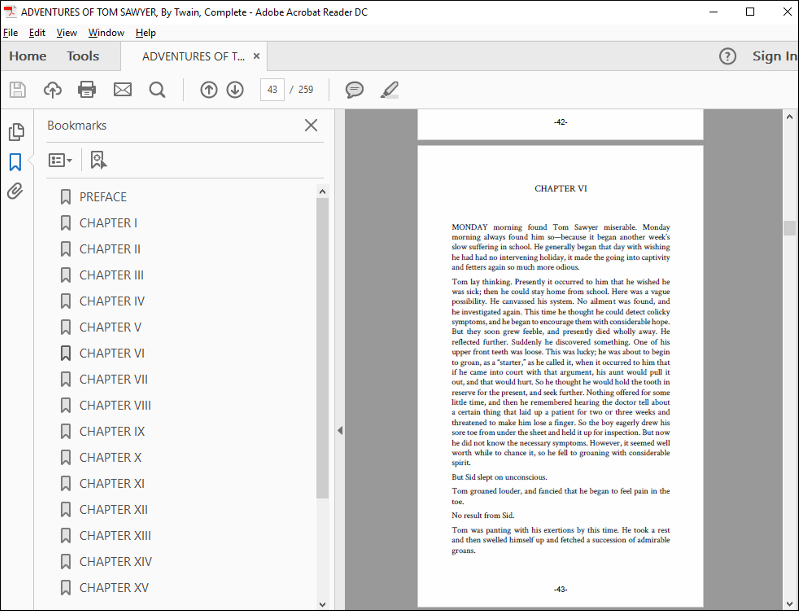 ADVENTURES OF TOM SAWYER, By Twain, Complete - Adobe Acrobat Reader DC
File Edit View Window Help
Home Tools ADVENTURES OF T... × ? Sign In
43 / 259
Bookmarks
PREFACE
CHAPTER I
CHAPTER II
CHAPTER III
CHAPTER IV
CHAPTER V
CHAPTER VI
CHAPTER VII
CHAPTER VIII
CHAPTER IX
CHAPTER X
CHAPTER XI
CHAPTER XII
CHAPTER XIII
CHAPTER XIV
CHAPTER XV
-42-
CHAPTER VI
MONDAY morning found Tom Sawyer miserable. Monday
morning always found him so—because it began another week's
slow suffering in school. He generally began that day with wishing
he had had no intervening holiday, it made the going into captivity
and fetters again so much more odious.
Tom lay thinking. Presently it occurred to him that he wished he
was sick; then he could stay home from school. Here was a vague
possibility. He canvassed his system. No ailment was found, and
he investigated again. This time he thought he could detect colicky
symptoms, and he began to encourage them with considerable hope.
But they soon grew feeble, and presently died wholly away. He
reflected further. Suddenly he discovered something. One of his
upper front teeth was loose. This was lucky; he was about to begin
to groan, as a “starter,” as he called it, when it occurred to him that
if he came into court with that argument, his aunt would pull it
out, and that would hurt. So he thought he would hold the tooth in
reserve for the present, and seek further. Nothing offered for some
little time, and then he remembered hearing the doctor tell about
a certain thing that laid up a patient for two or three weeks and
threatened to make him lose a finger. So the boy eagerly drew his
sore toe from under the sheet and held it up for inspection. But now
he did not know the necessary symptoms. However, it seemed well
worth while to chance it, so he fell to groaning with considerable
spirit.
But Sid slept on unconscious.
Tom groaned louder, and fancied that he began to feel pain in the
toe.
No result from Sid.
Tom was panting with his exertions by this time. He took a rest
and then swelled himself up and fetched a succession of admirable
groans.
-43-